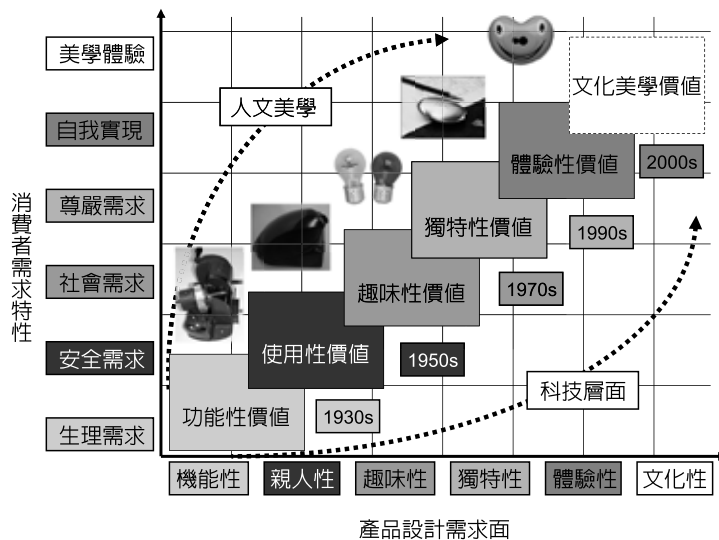 美學體驗
文化美學價值
人文美學
自我實現
體驗性價值
2000s
消費者需求特性
尊嚴需求
獨特性價值
1990s
社會需求
趣味性價值
1970s
安全需求
使用性價值
1950s
科技層面
生理需求
功能性價值
1930s
機能性
親人性
趣味性
獨特性
體驗性
文化性
產品設計需求面